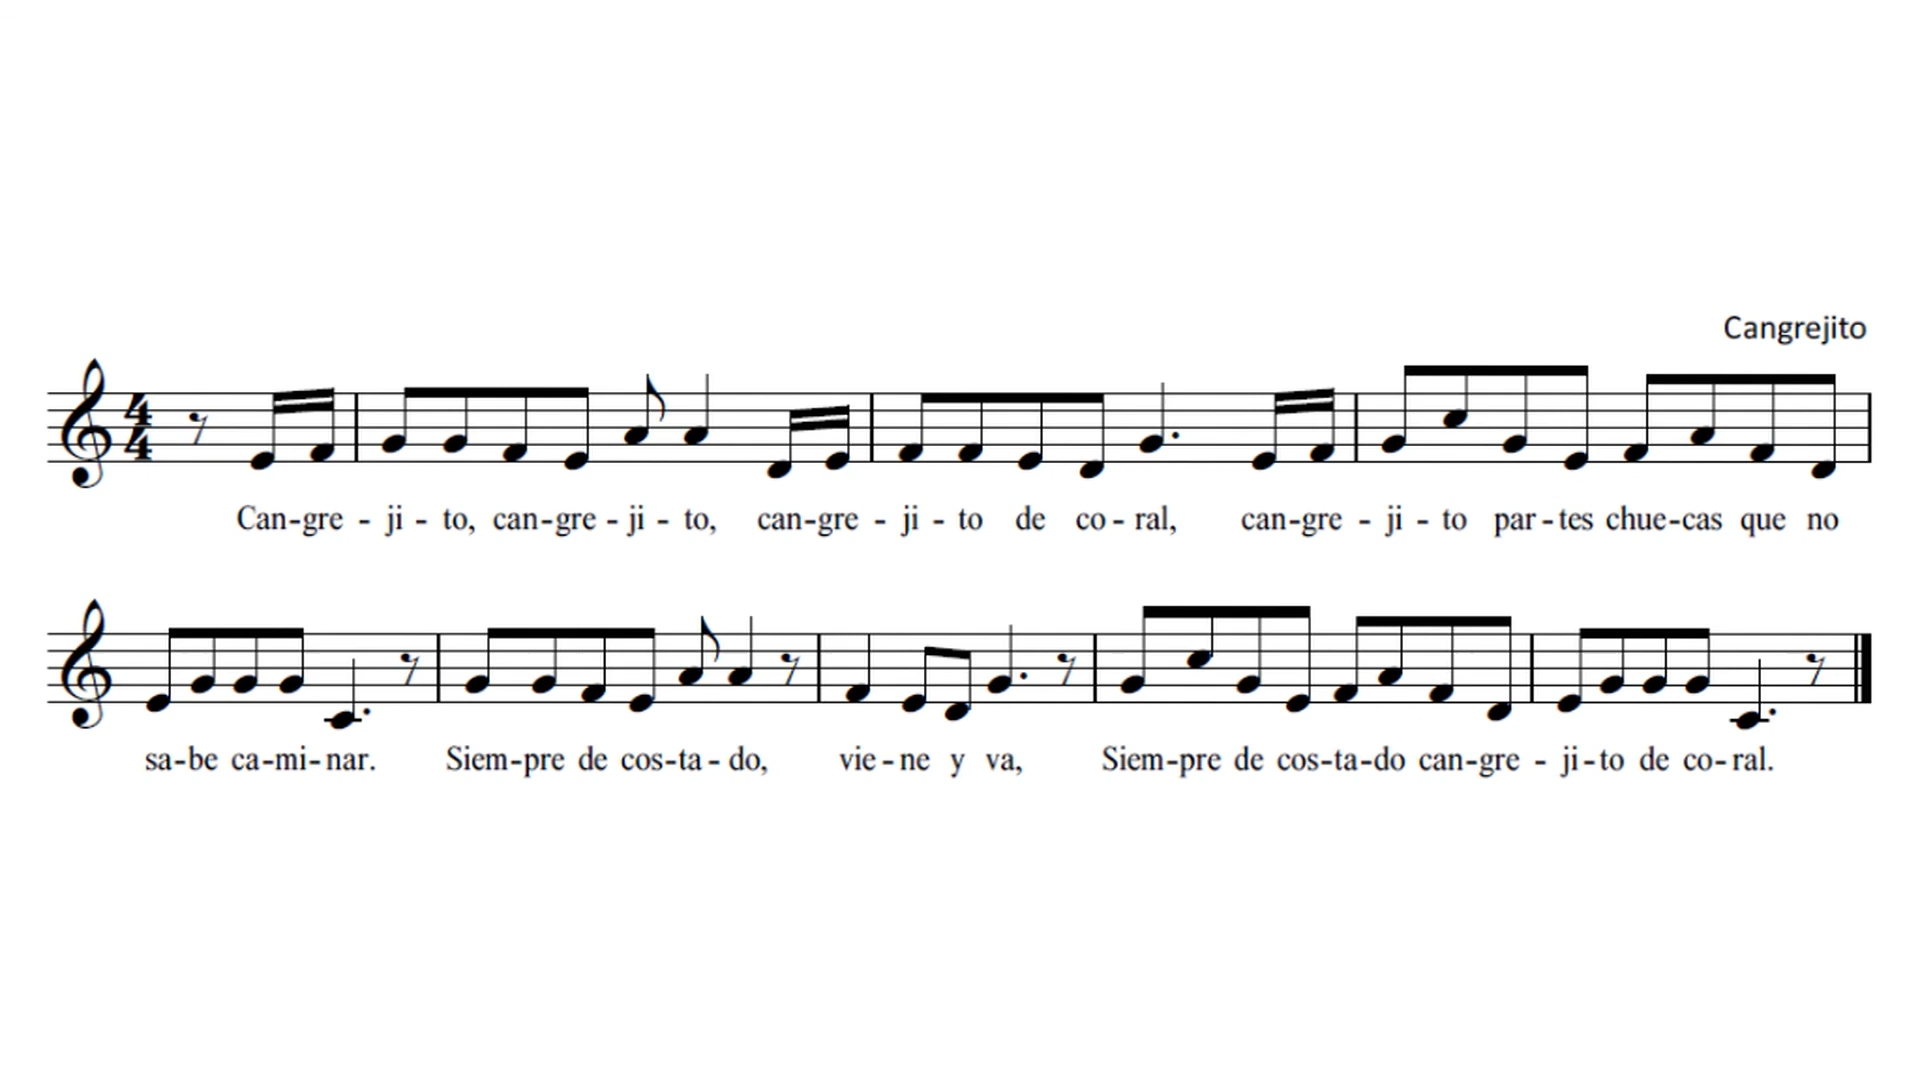 Cangrejito
4
4
Can-gre - ji - to, can-gre - ji - to, can-gre - ji - to de co - ral, can-gre - ji - to par - tes chue-cas que no
sa-be ca-mi-nar. Siem-pre de cos-ta - do, vie - ne y va, Siem-pre de cos-ta-do can-gre - ji-to de co-ral.